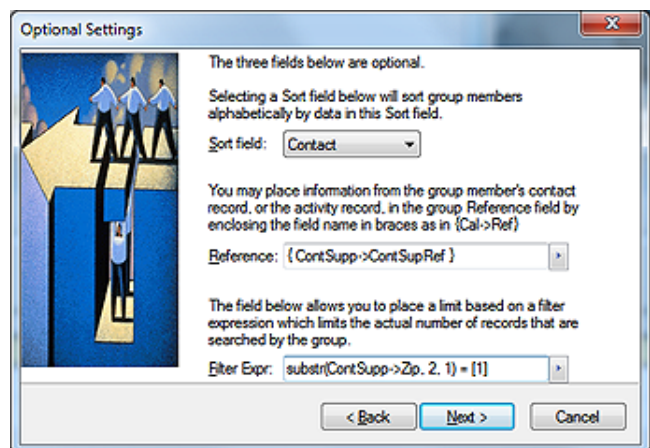 Optional Settings
The three fields below are optional.
Selecting a Sort field below will sort group members
alphabetically by data in this Sort field.
Sort field: Contact
You may place information from the group member's contact
record, or the activity record, in the group Reference field by
enclosing the field name in braces as in {Cal->Ref}
Reference: { ContSupp->ContSupRef }
The field below allows you to place a limit based on a filter
expression which limits the actual number of records that are
searched by the group.
Filter Expr: substr(ContSupp->Zip, 2, 1) = [1]
< Back Next > Cancel